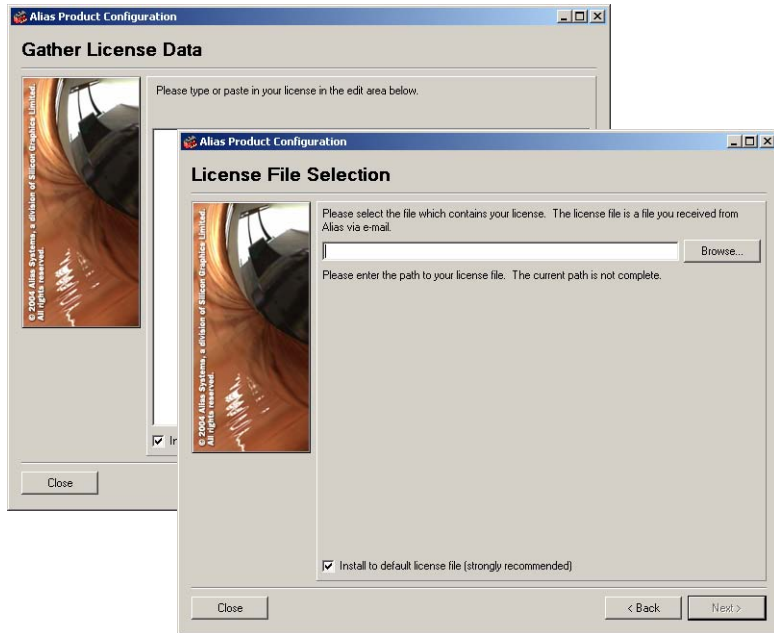 Alias Product Configuration
Gather License Data
© 2004 Alias Systems, a division of Silicon Graphics Limited.
All rights reserved.
Please type or paste in your license in the edit area below.
Close
Alias Product Configuration
License File Selection
© 2004 Alias Systems, a division of Silicon Graphics Limited.
All rights reserved.
Please select the file which contains your license. The license file is a file you received from
Alias via e-mail.
Browse...
Please enter the path to your license file. The current path is not complete.
Install to default license file (strongly recommended)
Close
< Back
Next >